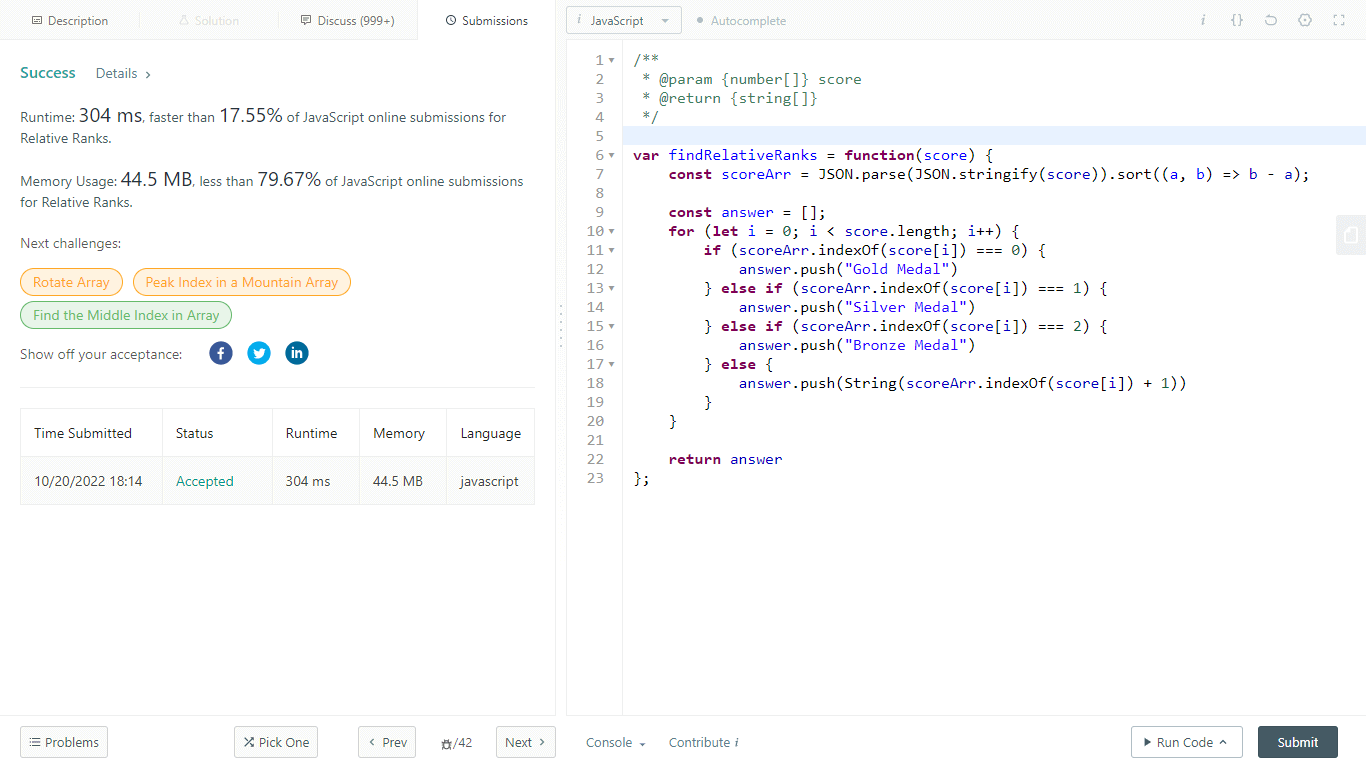 Description
Solution
Discuss (999+)
Submissions
Success
Details
Runtime: 304 ms, faster than 17.55% of JavaScript online submissions for
Relative Ranks.
Memory Usage: 44.5 MB, less than 79.67% of JavaScript online submissions
for Relative Ranks.
Next challenges:
Rotate Array
Peak Index in a Mountain Array
Find the Middle Index in Array
Show off your acceptance:
Time Submitted Status Runtime Memory Language
10/20/2022 18:14 Accepted 304 ms 44.5 MB javascript
Problems
Pick One
Prev
/42
Next
i JavaScript
Autocomplete
i {}
1 /**
2  * @param {number[]} score
3  * @return {string[]}
4  */
5
6 var findRelativeRanks = function(score) {
7     const scoreArr = JSON.parse(JSON.stringify(score)).sort((a, b) => b - a);
8
9     const answer = [];
10     for (let i = 0; i < score.length; i++) {
11         if (scoreArr.indexOf(score[i]) === 0) {
12             answer.push("Gold Medal")
13         } else if (scoreArr.indexOf(score[i]) === 1) {
14             answer.push("Silver Medal")
15         } else if (scoreArr.indexOf(score[i]) === 2) {
16             answer.push("Bronze Medal")
17         } else {
18             answer.push(String(scoreArr.indexOf(score[i]) + 1))
19         }
20     }
21
22     return answer
23 };
Console
Contribute i
Run Code
Submit